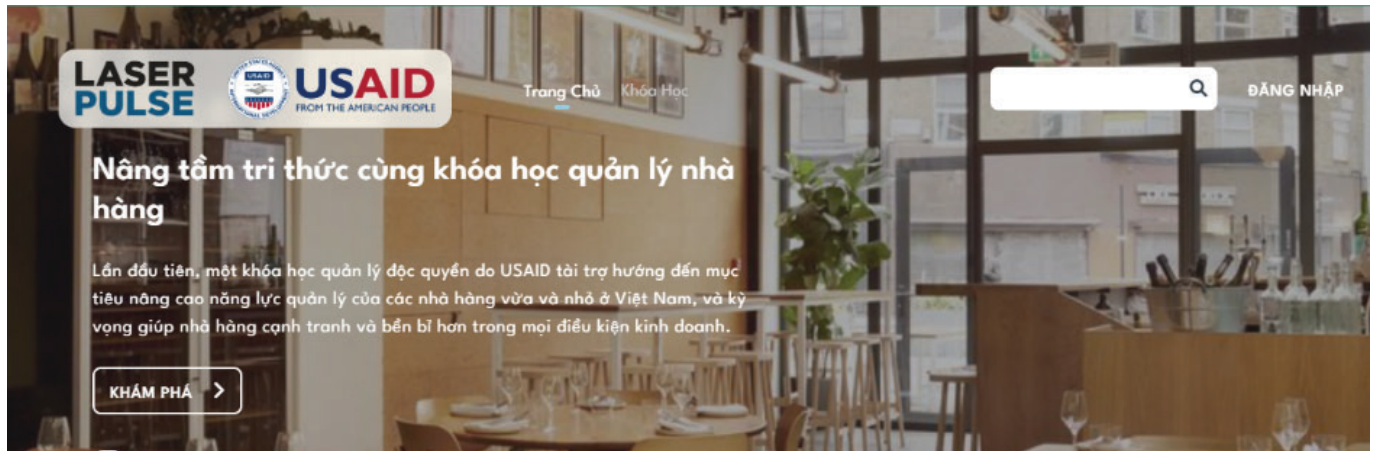 LASER
PULSE
USAID
USAID
FROM THE AMERICAN PEOPLE
Trang Chủ
Khóa Học
ĐĂNG NHẬP
Nâng tầm tri thức cùng khóa học quản lý nhà
hàng
Lần đầu tiên, một khóa học quản lý độc quyền do USAID tài trợ hướng đến mục
tiêu nâng cao năng lực quản lý của các nhà hàng vừa và nhỏ ở Việt Nam, và kỳ
vọng giúp nhà hàng cạnh tranh và bền bỉ hơn trong mọi điều kiện kinh doanh.
KHÁM PHÁ